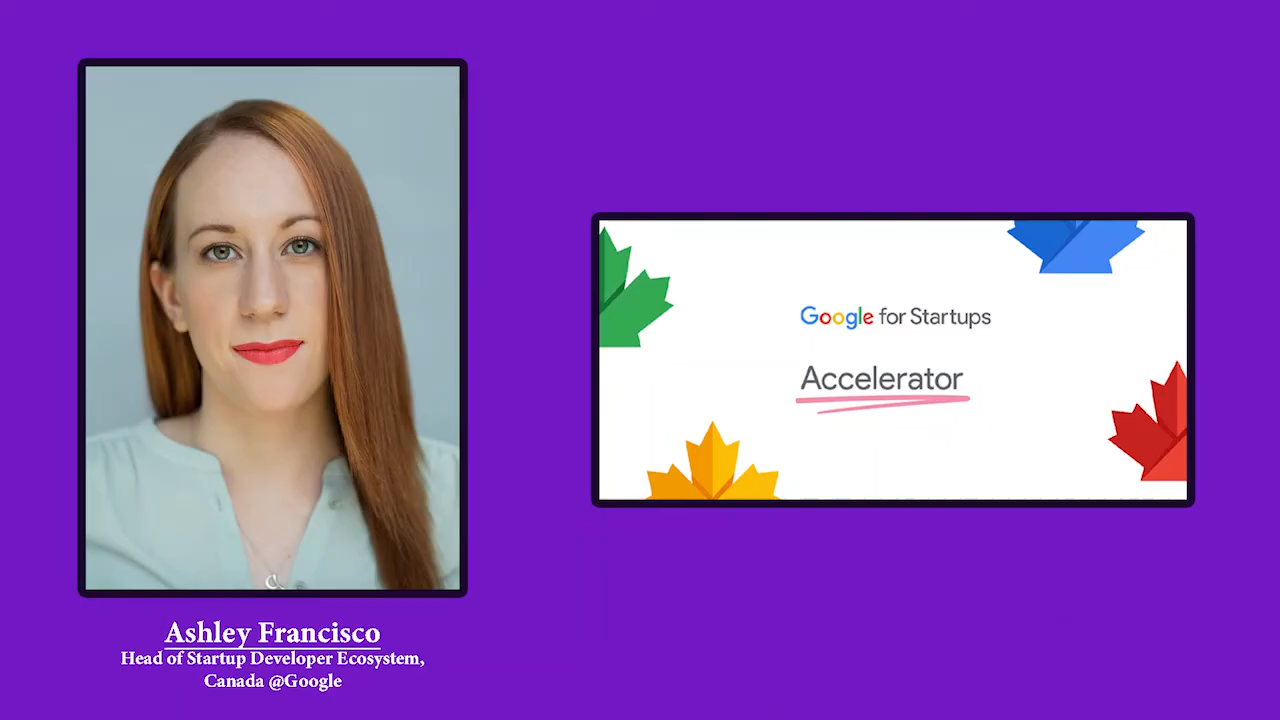 Ashley Francisco
Head of Startup Developer Ecosystem,
Canada @Google
Google for Startups
Accelerator